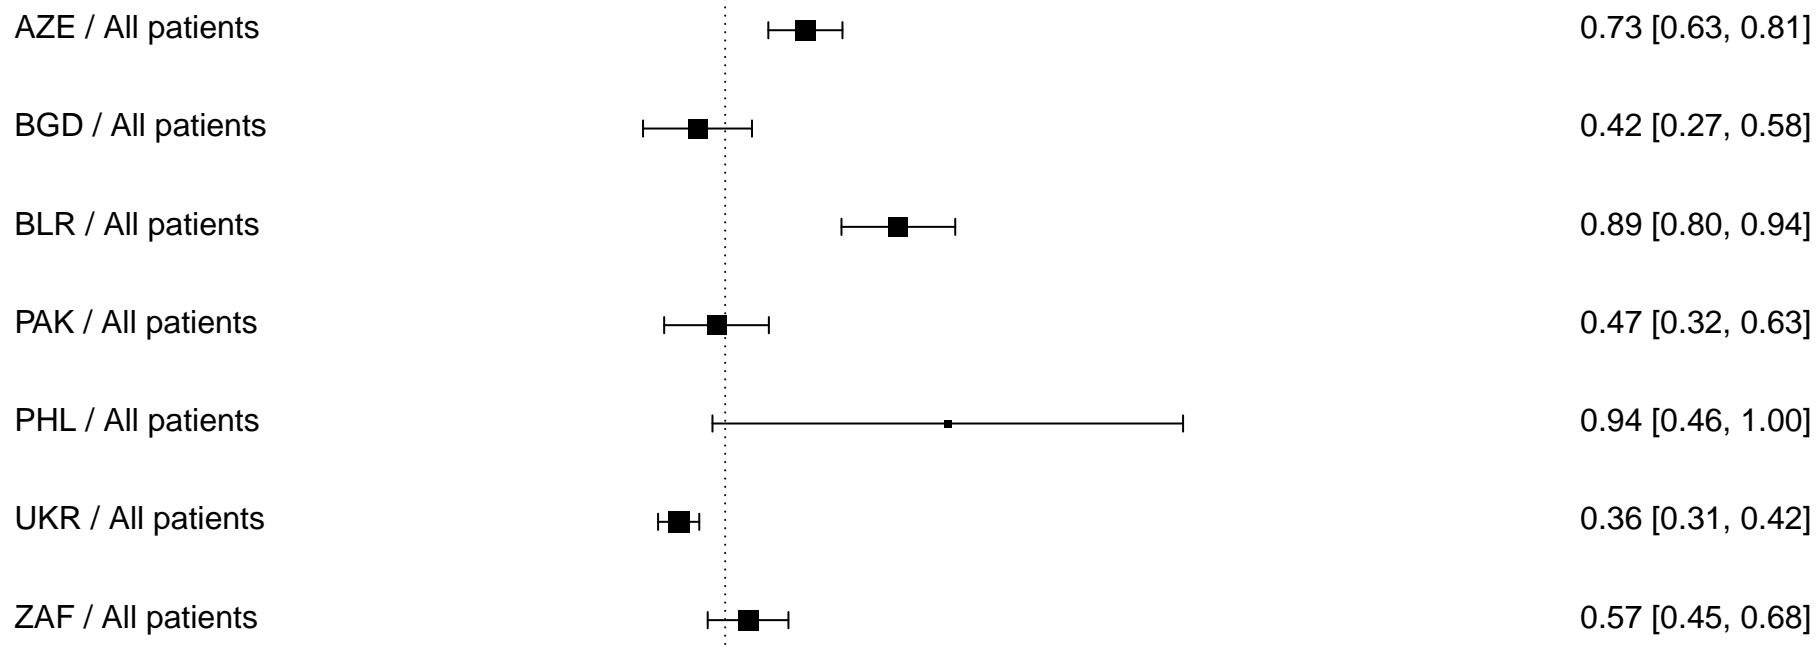 AZE / All patients 0.73 [0.63, 0.81]
BGD / All patients 0.42 [0.27, 0.58]
BLR / All patients 0.89 [0.80, 0.94]
PAK / All patients 0.47 [0.32, 0.63]
PHL / All patients 0.94 [0.46, 1.00]
UKR / All patients 0.36 [0.31, 0.42]
ZAF / All patients 0.57 [0.45, 0.68]